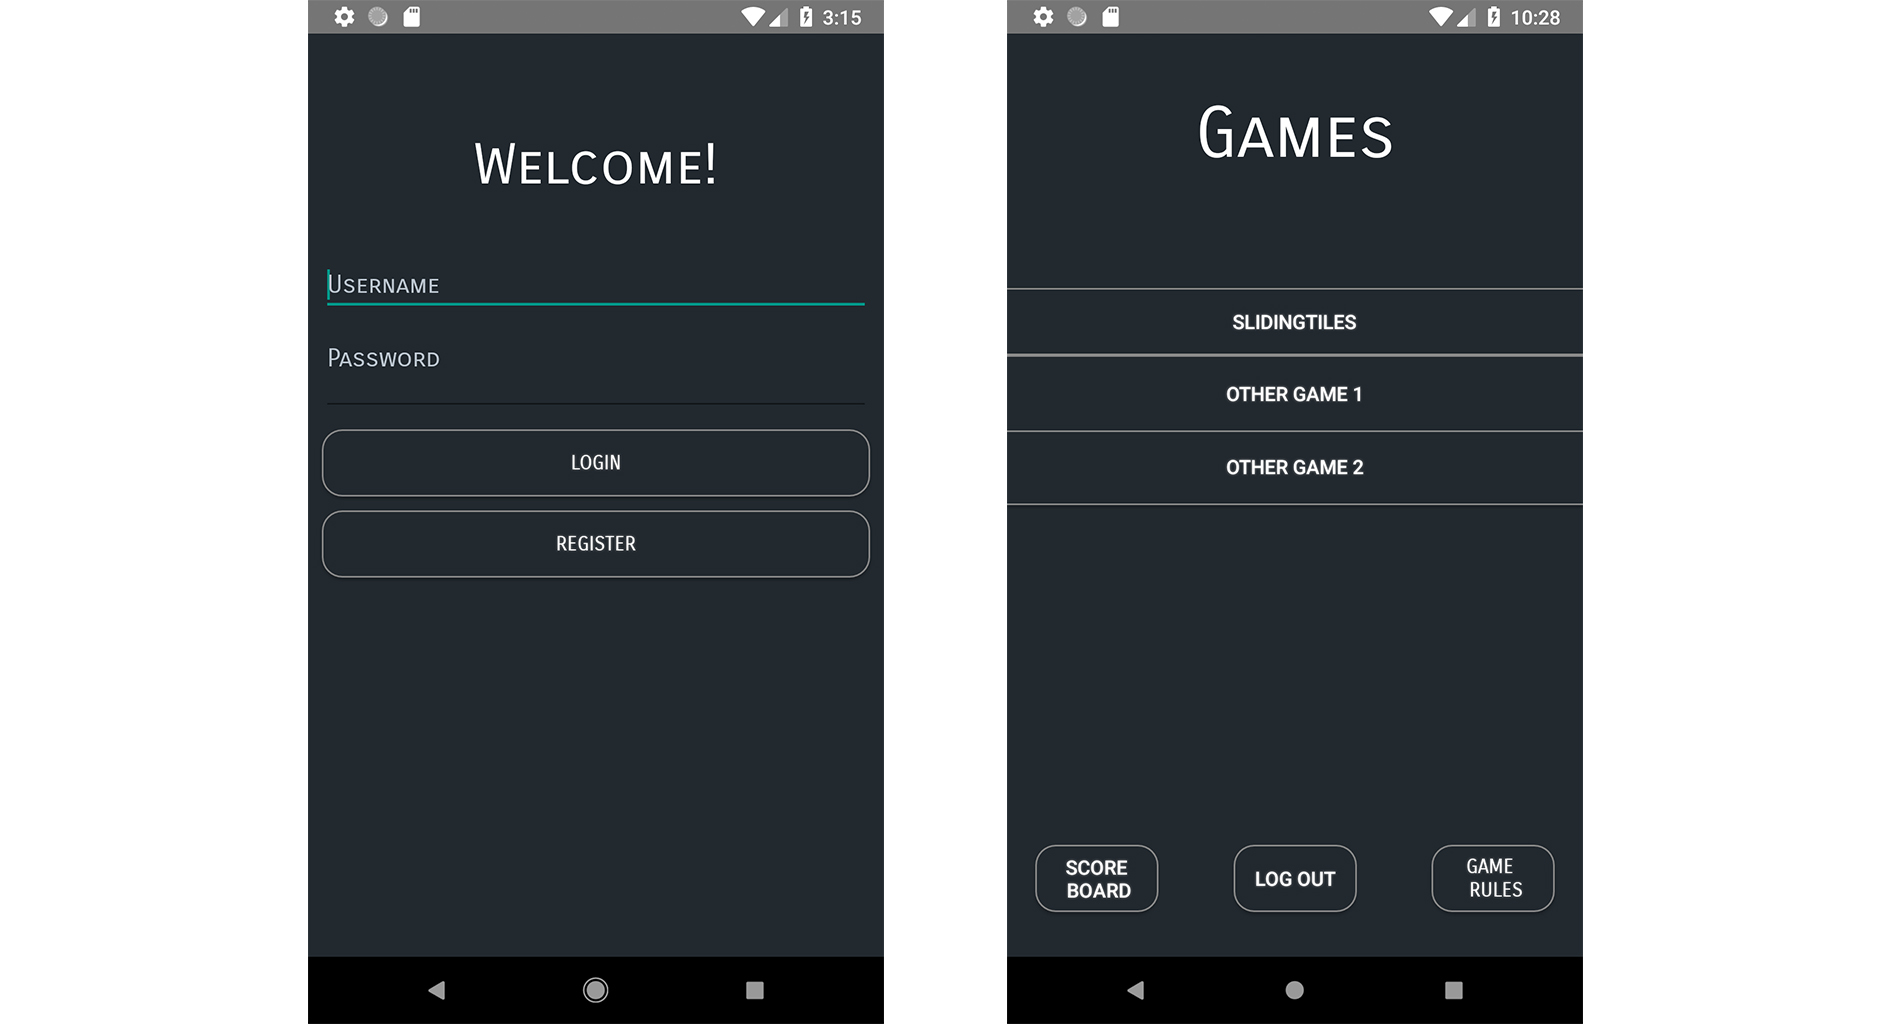 3:15
Welcome!
Username
Password
LOGIN
REGISTER
10:28
Games
SLIDINGTILES
OTHER GAME 1
OTHER GAME 2
SCORE
BOARD
LOG OUT
GAME
RULES